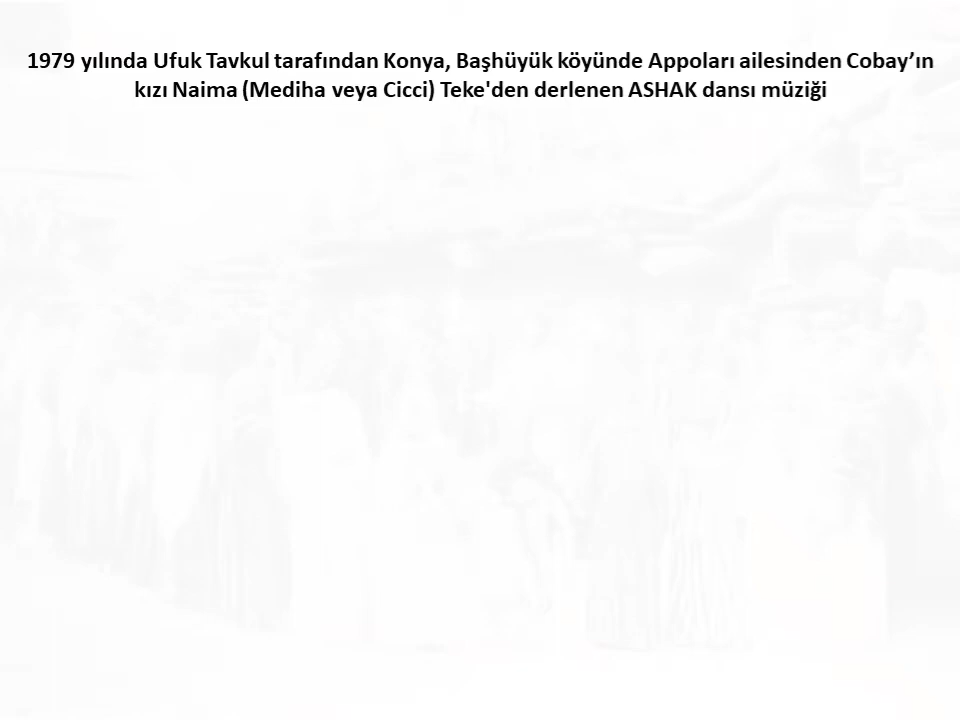 1979 yılında Ufuk Tavkul tarafından Konya, Başhüyük köyünde Appoları ailesinden Cobay’ın
kızı Naima (Mediha veya Cicci) Teke'den derlenen ASHAK dansı müziği